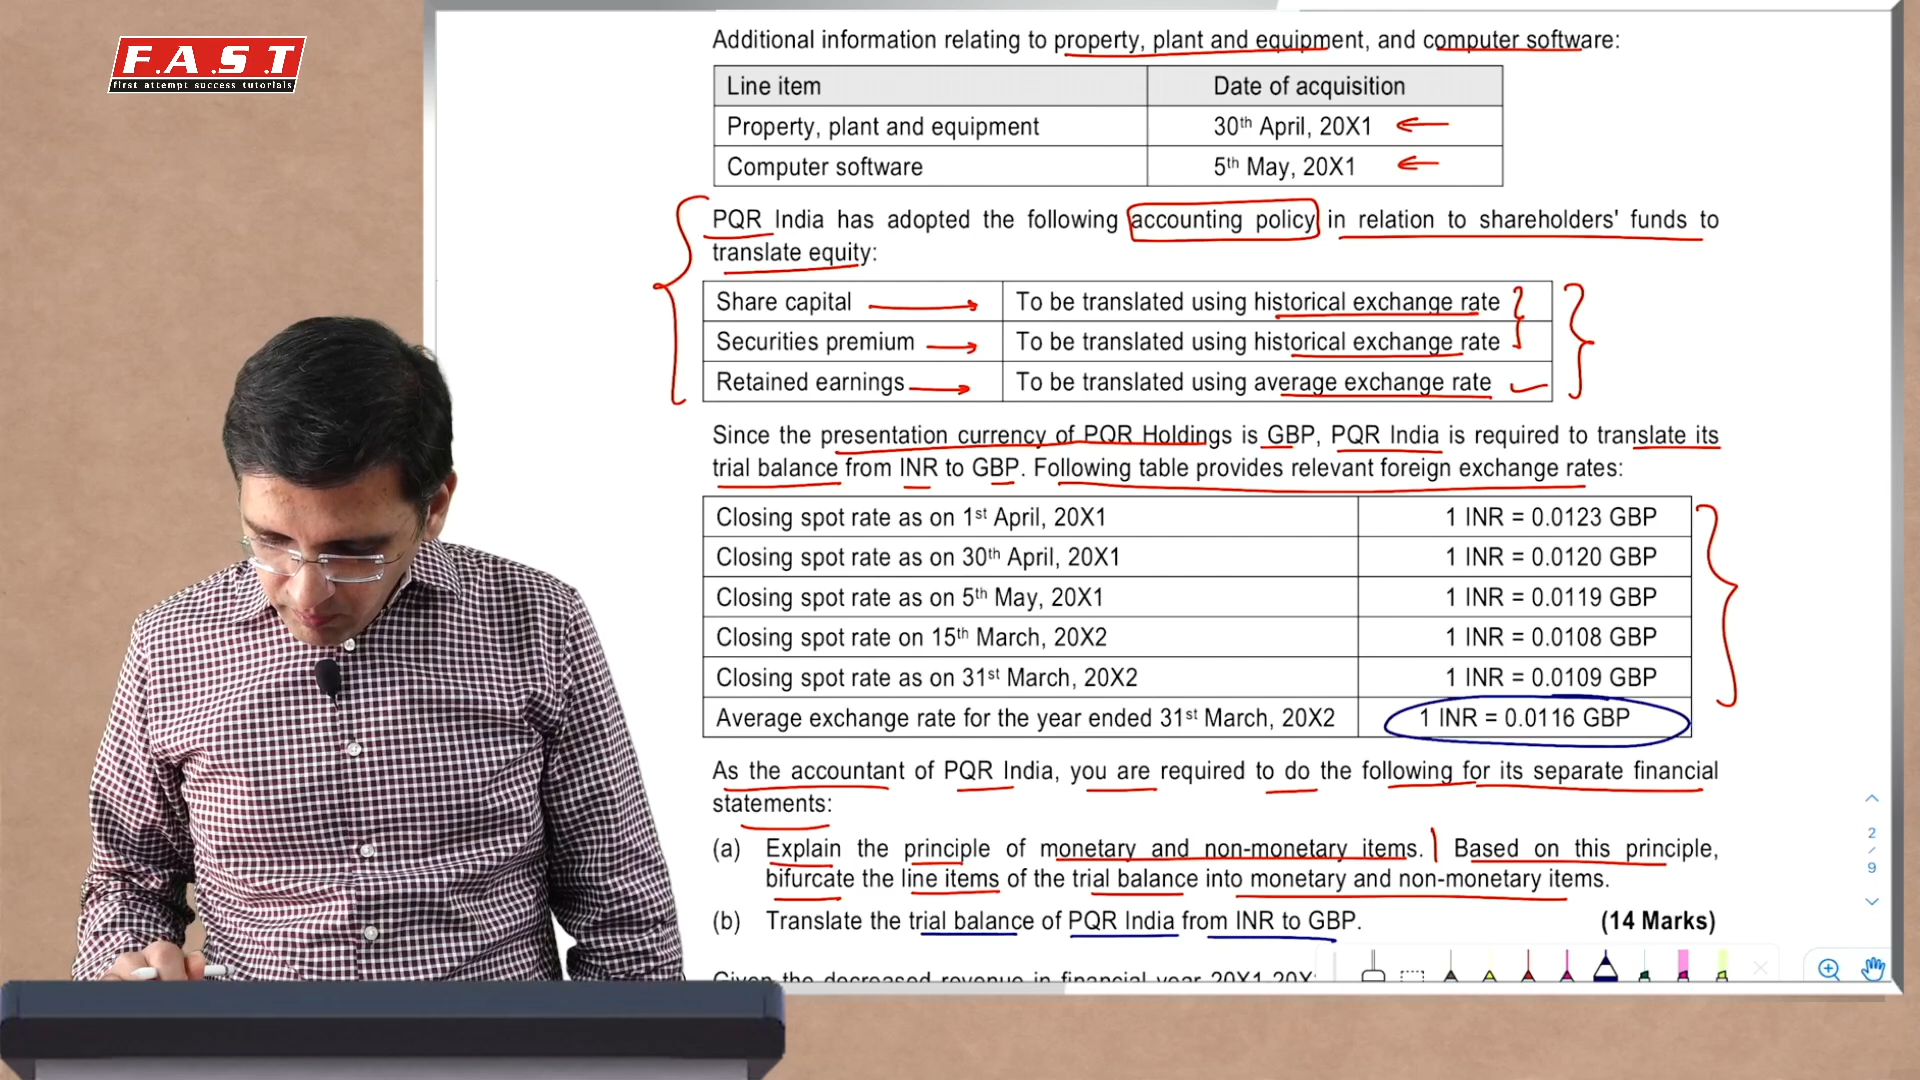 F.A.S.T
first attempt success tutorials
Additional information relating to property, plant and equipment, and computer software:
Line item Date of acquisition
Property, plant and equipment 30th April, 20X1
Computer software 5th May, 20X1
PQR India has adopted the following accounting policy in relation to shareholders' funds to
translate equity:
Share capital To be translated using historical exchange rate
Securities premium To be translated using historical exchange rate
Retained earnings To be translated using average exchange rate
Since the presentation currency of PQR Holdings is GBP, PQR India is required to translate its
trial balance from INR to GBP. Following table provides relevant foreign exchange rates:
Closing spot rate as on 1st April, 20X1 1 INR = 0.0123 GBP
Closing spot rate as on 30th April, 20X1 1 INR = 0.0120 GBP
Closing spot rate as on 5th May, 20X1 1 INR = 0.0119 GBP
Closing spot rate on 15th March, 20X2 1 INR = 0.0108 GBP
Closing spot rate as on 31st March, 20X2 1 INR = 0.0109 GBP
Average exchange rate for the year ended 31st March, 20X2 1 INR = 0.0116 GBP
As the accountant of PQR India, you are required to do the following for its separate financial
statements:
(a) Explain the principle of monetary and non-monetary items. Based on this principle,
bifurcate the line items of the trial balance into monetary and non-monetary items.
(b) Translate the trial balance of PQR India from INR to GBP. (14 Marks)
Given the decreased revenue in financial year 20X1-20X
2
/
9